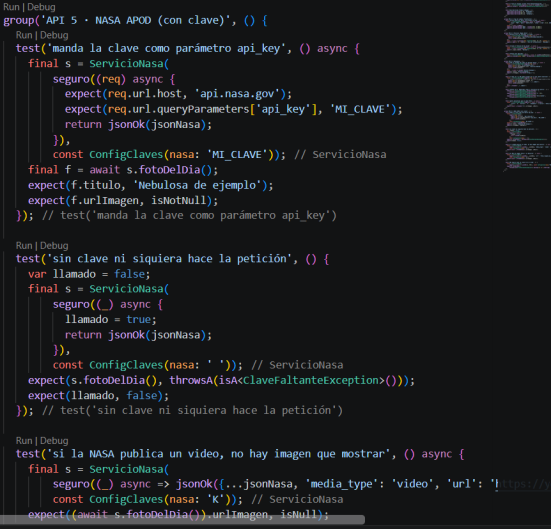 Run | Debug
group('API 5 · NASA APOD (con clave)', () {
Run | Debug
test('manda la clave como parámetro api_key', () async {
final s = ServicioNasa(
seguro((req) async {
expect(req.url.host, 'api.nasa.gov');
expect(req.url.queryParameters['api_key'], 'MI_CLAVE');
return jsonOk(jsonNasa);
}),
const ConfigClaves(nasa: 'MI_CLAVE')); // ServicioNasa
final f = await s.fotoDelDia();
expect(f.titulo, 'Nebulosa de ejemplo');
expect(f.urlImagen, isNotNull);
}); // test('manda la clave como parámetro api_key')
Run | Debug
test('sin clave ni siquiera hace la petición', () {
var llamado = false;
final s = ServicioNasa(
seguro((_) async {
llamado = true;
return jsonOk(jsonNasa);
}),
const ConfigClaves(nasa: ' ')); // ServicioNasa
expect(s.fotoDelDia(), throwsA(isA<ClaveFaltanteException>()));
expect(llamado, false);
}); // test('sin clave ni siquiera hace la petición')
Run | Debug
test('si la NASA publica un video, no hay imagen que mostrar', () async {
final s = ServicioNasa(
seguro((_) async => jsonOk({...jsonNasa, 'media_type': 'video', 'url': 'https://y
const ConfigClaves(nasa: 'K')); // ServicioNasa
expect((await s.fotoDelDia()).urlImagen, isNull);